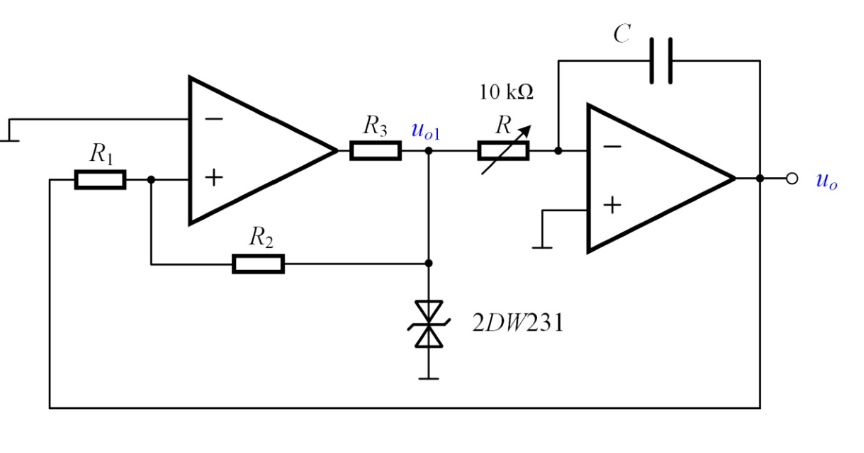 C
10 kΩ
R₃
uₒ₁
R
−
R₁
−
+
+
uₒ
R₂
2DW231